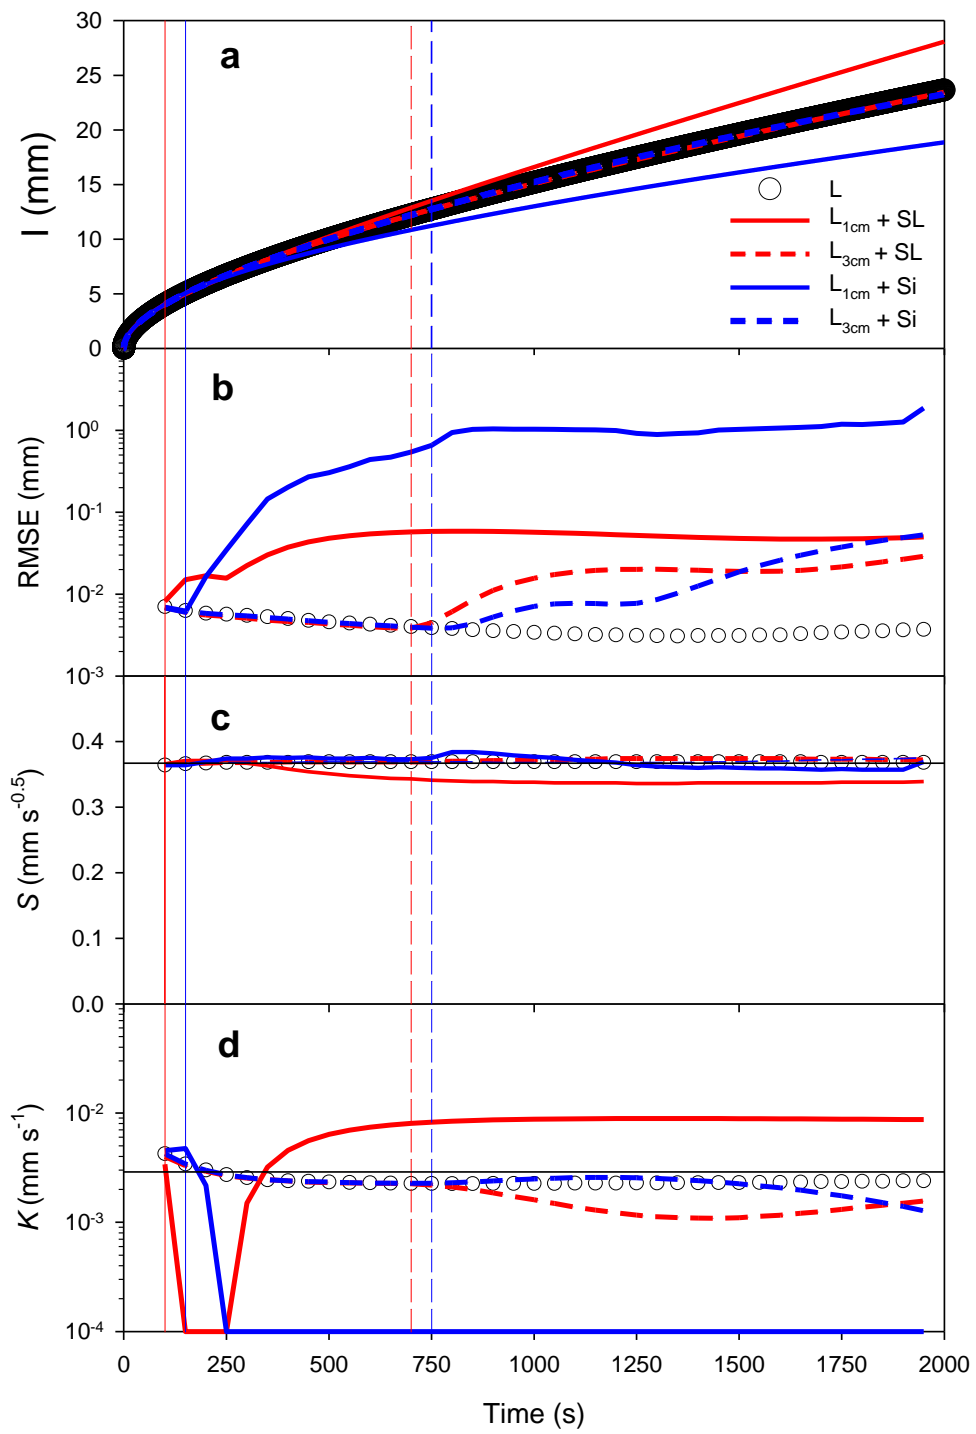 30
a
25
20
I (mm)
15
10
5
0
L
L1cm + SL
L3cm + SL
L1cm + Si
L3cm + Si
b
10^0
RMSE (mm)
10^-1
10^-2
10^-3
c
0.4
S (mm s^-0.5)
0.3
0.2
0.1
0.0
d
10^-2
K (mm s^-1)
10^-3
10^-4
0 250 500 750 1000 1250 1500 1750 2000
Time (s)